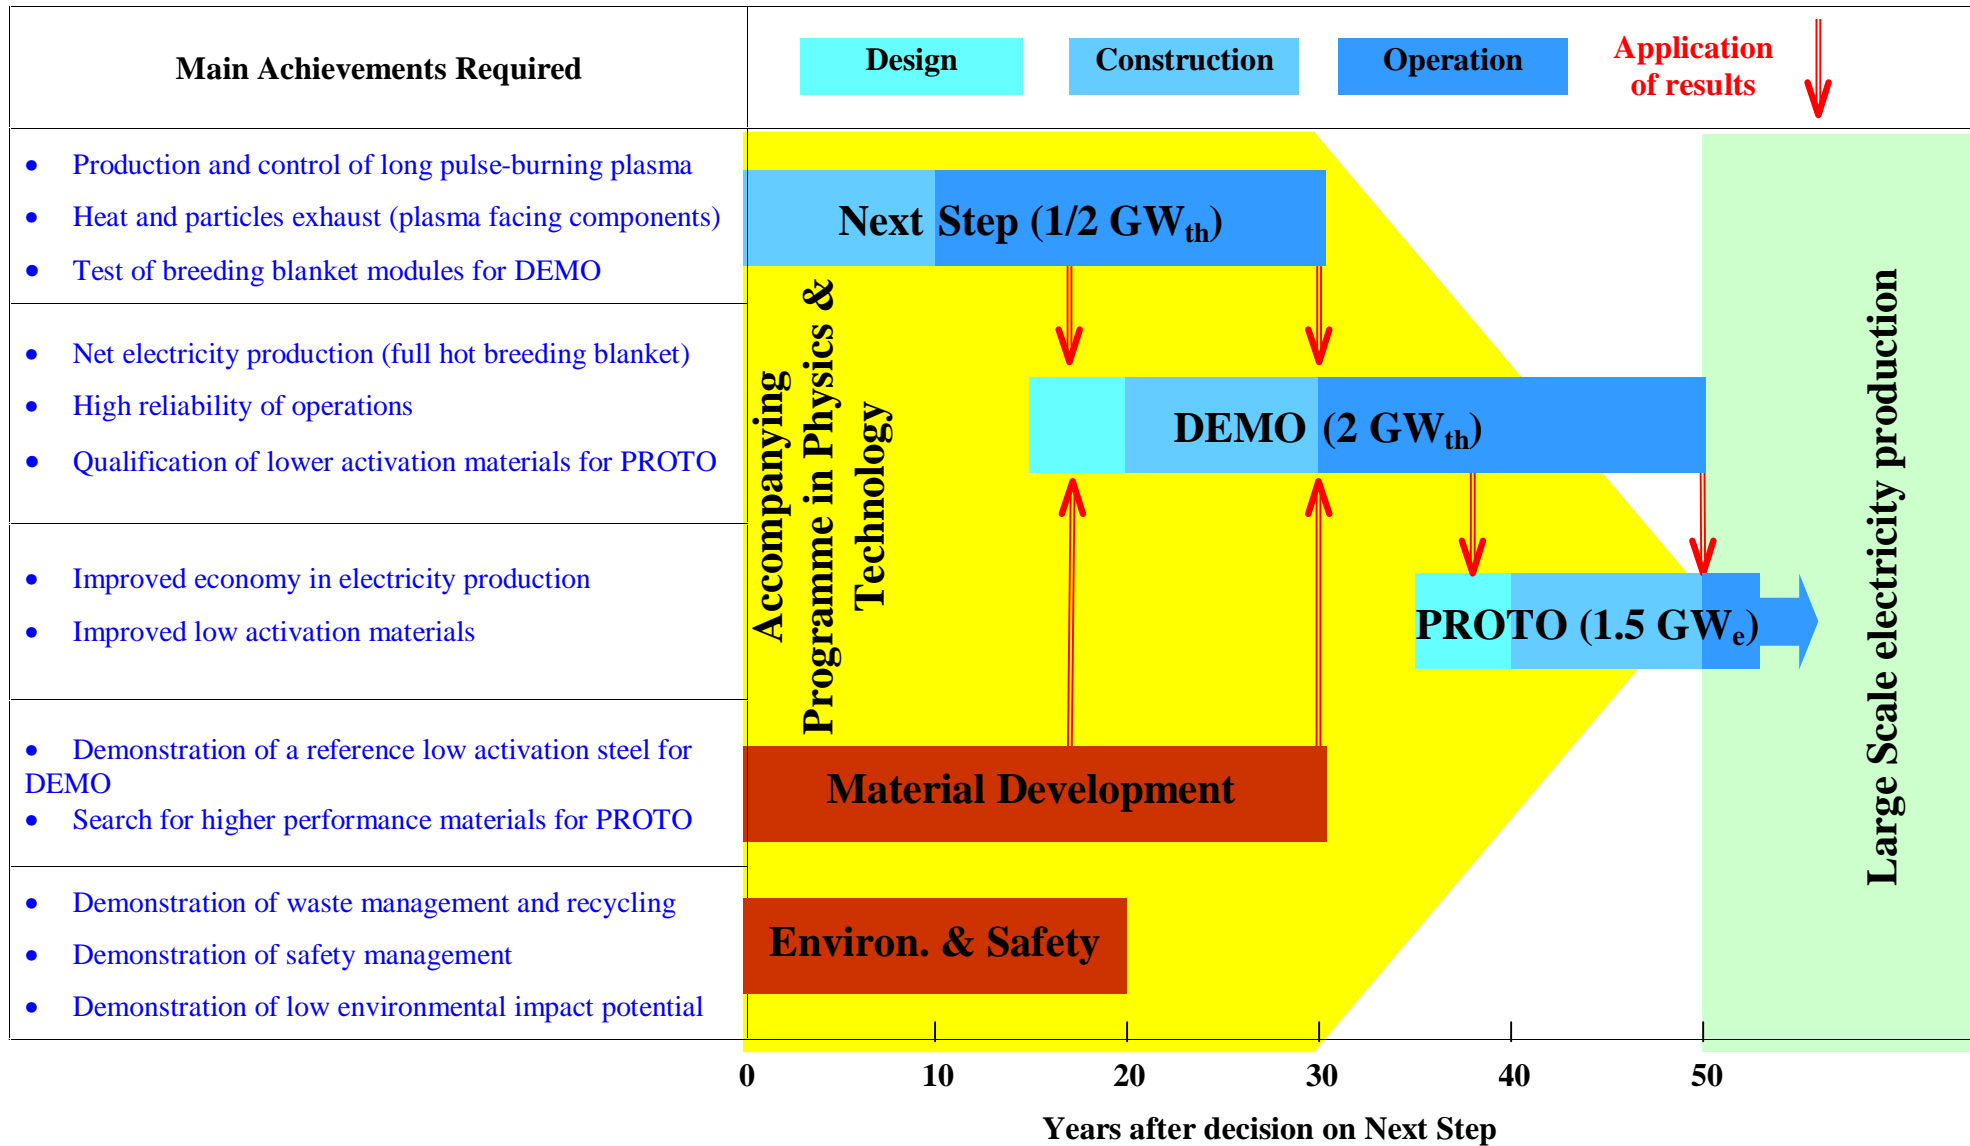 Main Achievements Required
Design
Construction
Operation
Application
of results
• Production and control of long pulse-burning plasma
• Heat and particles exhaust (plasma facing components)
• Test of breeding blanket modules for DEMO
• Net electricity production (full hot breeding blanket)
• High reliability of operations
• Qualification of lower activation materials for PROTO
• Improved economy in electricity production
• Improved low activation materials
• Demonstration of a reference low activation steel for
DEMO
• Search for higher performance materials for PROTO
• Demonstration of waste management and recycling
• Demonstration of safety management
• Demonstration of low environmental impact potential
Accompanying
Programme in Physics &
Technology
Next Step (1/2 GWth)
DEMO (2 GWth)
PROTO (1.5 GWe)
Material Development
Environ. & Safety
Large Scale electricity production
0 10 20 30 40 50
Years after decision on Next Step